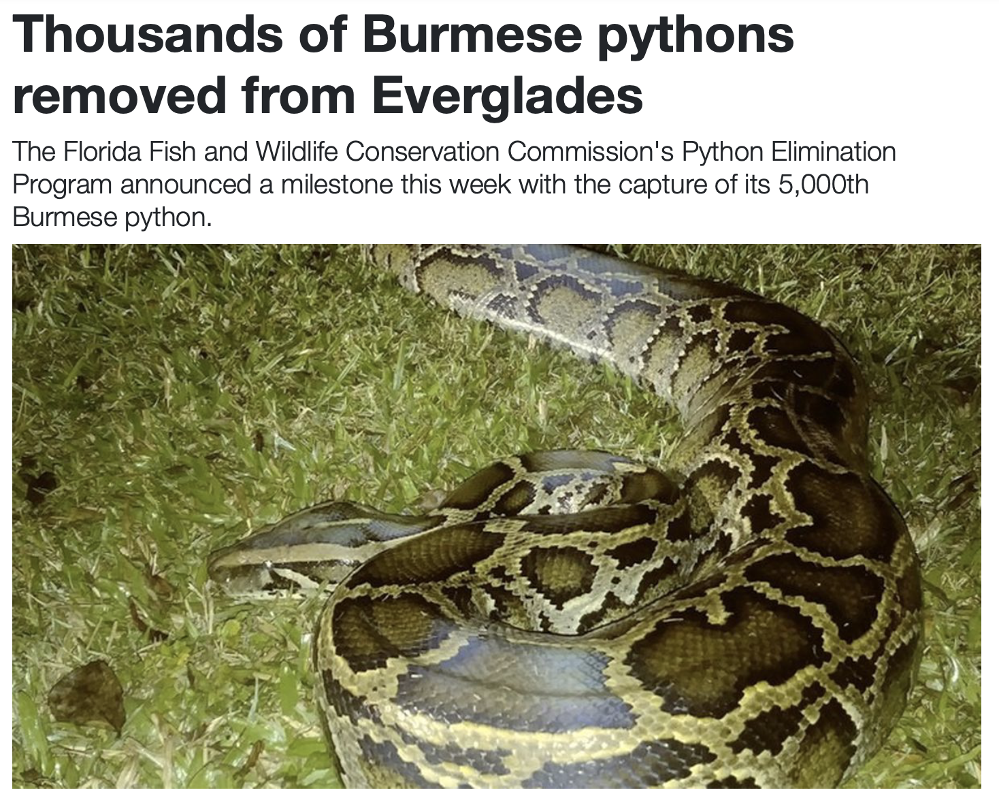 Thousands of Burmese pythons
removed from Everglades
The Florida Fish and Wildlife Conservation Commission's Python Elimination
Program announced a milestone this week with the capture of its 5,000th
Burmese python.